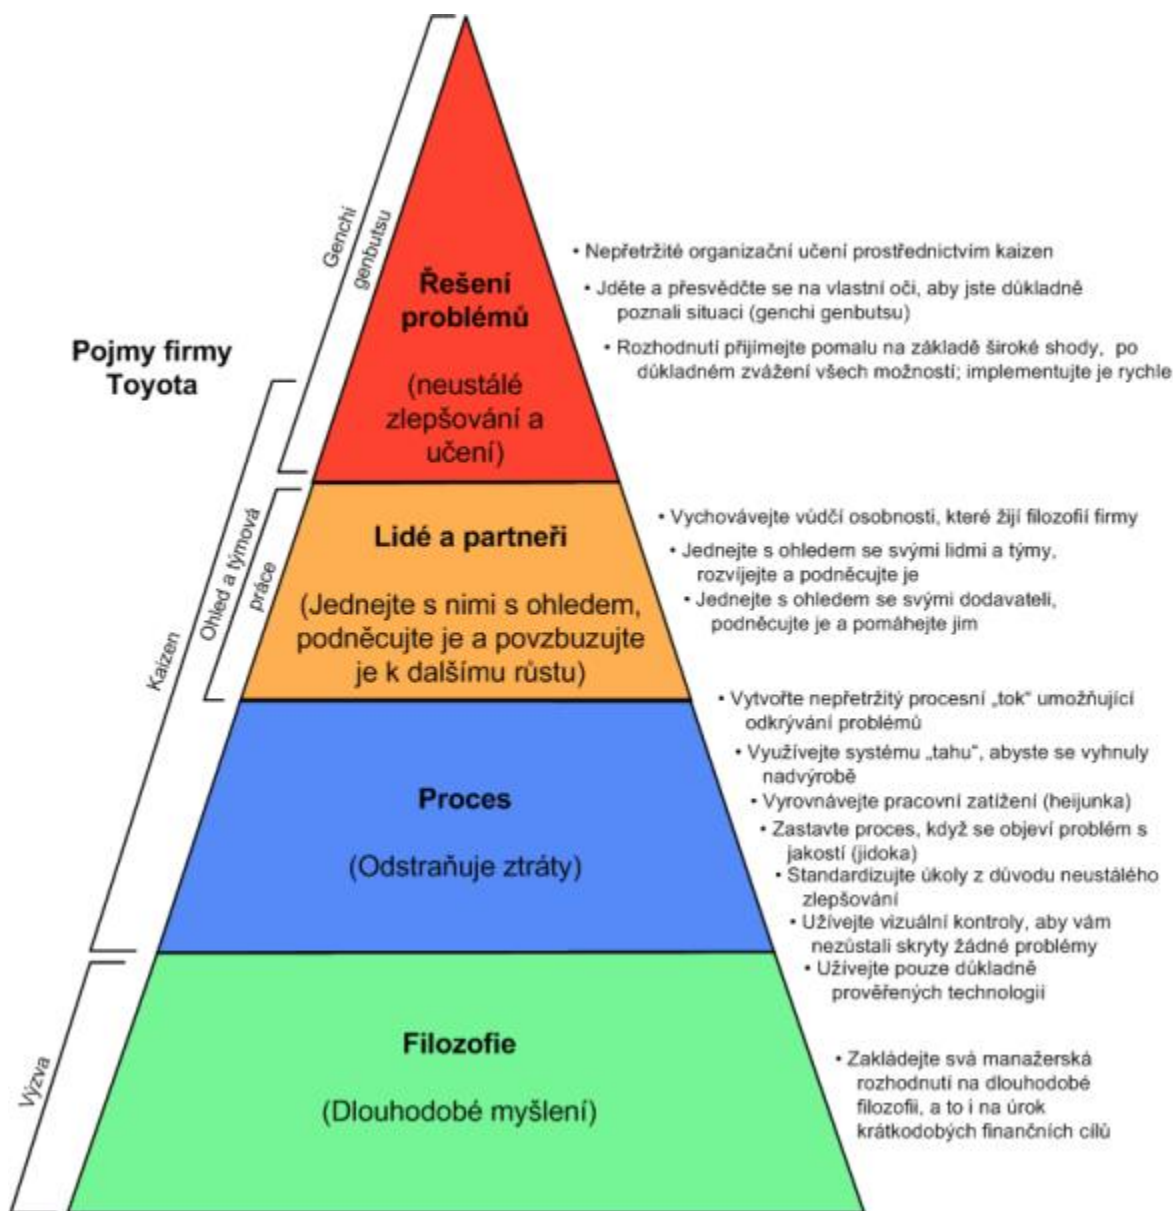 Pojmy firmy
Toyota
Genchi
genbutsu
Kaizen
Ohled a týmová
práce
Výzva
Řešení
problémů
(neustálé
zlepšování a
učení)
• Nepřetržité organizační učení prostřednictvím kaizen
• Jděte a přesvědčte se na vlastní oči, aby jste důkladně
poznali situaci (genchi genbutsu)
• Rozhodnutí přijímejte pomalu na základě široké shody, po
důkladném zvážení všech možností; implementujte je rychle
Lidé a partneři
(Jednejte s nimi s ohledem,
podněcujte je a povzbuzujte
je k dalšímu růstu)
• Vychovávejte vůdčí osobnosti, které žijí filozofií firmy
• Jednejte s ohledem se svými lidmi a týmy,
rozvíjejte a podněcujte je
• Jednejte s ohledem se svými dodavateli,
podněcujte je a pomáhejte jim
Proces
(Odstraňuje ztráty)
• Vytvořte nepřetržitý procesní „tok“ umožňující
odkrývání problémů
• Využívejte systému „tahu“, abyste se vyhnuly
nadvýrobě
• Vyrovnávejte pracovní zatížení (heijunka)
• Zastavte proces, když se objeví problém s
jakostí (jidoka)
• Standardizujte úkoly z důvodu neustálého
zlepšování
• Užívejte vizuální kontroly, aby vám
nezůstali skryty žádné problémy
• Užívejte pouze důkladně
prověřených technologií
Filozofie
(Dlouhodobé myšlení)
• Zakládejte svá manažerská
rozhodnutí na dlouhodobé
filozofii, a to i na úrok
krátkodobých finančních cílů